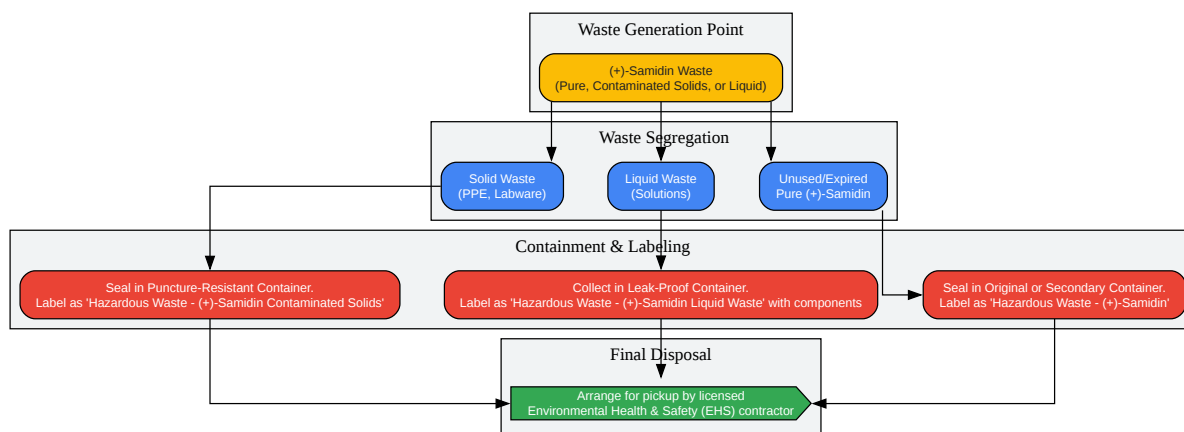 Waste Generation Point
(+)-Samidin Waste
(Pure, Contaminated Solids, or Liquid)
Waste Segregation
Solid Waste
(PPE, Labware)
Liquid Waste
(Solutions)
Unused/Expired
Pure (+)-Samidin
Containment & Labeling
Seal in Puncture-Resistant Container.
Label as 'Hazardous Waste - (+)-Samidin Contaminated Solids'
Collect in Leak-Proof Container.
Label as 'Hazardous Waste - (+)-Samidin Liquid Waste' with components
Seal in Original or Secondary Container.
Label as 'Hazardous Waste - (+)-Samidin'
Final Disposal
Arrange for pickup by licensed
Environmental Health & Safety (EHS) contractor